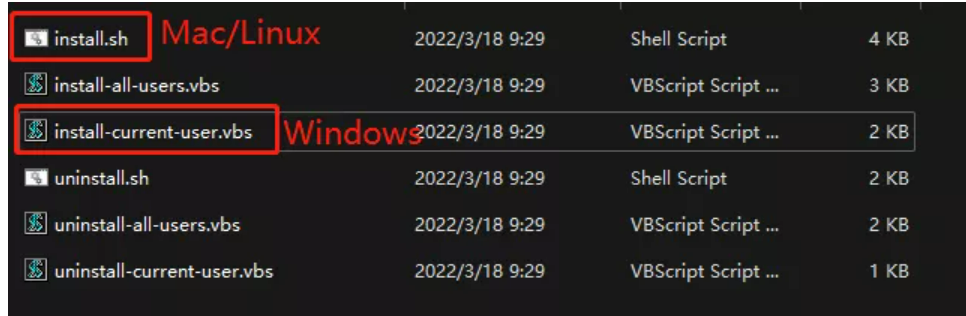 install.sh Mac/Linux 2022/3/18 9:29 Shell Script 4 KB
install-all-users.vbs 2022/3/18 9:29 VBScript Script ... 3 KB
install-current-user.vbs Windows 2022/3/18 9:29 VBScript Script ... 2 KB
uninstall.sh 2022/3/18 9:29 Shell Script 2 KB
uninstall-all-users.vbs 2022/3/18 9:29 VBScript Script ... 2 KB
uninstall-current-user.vbs 2022/3/18 9:29 VBScript Script ... 1 KB